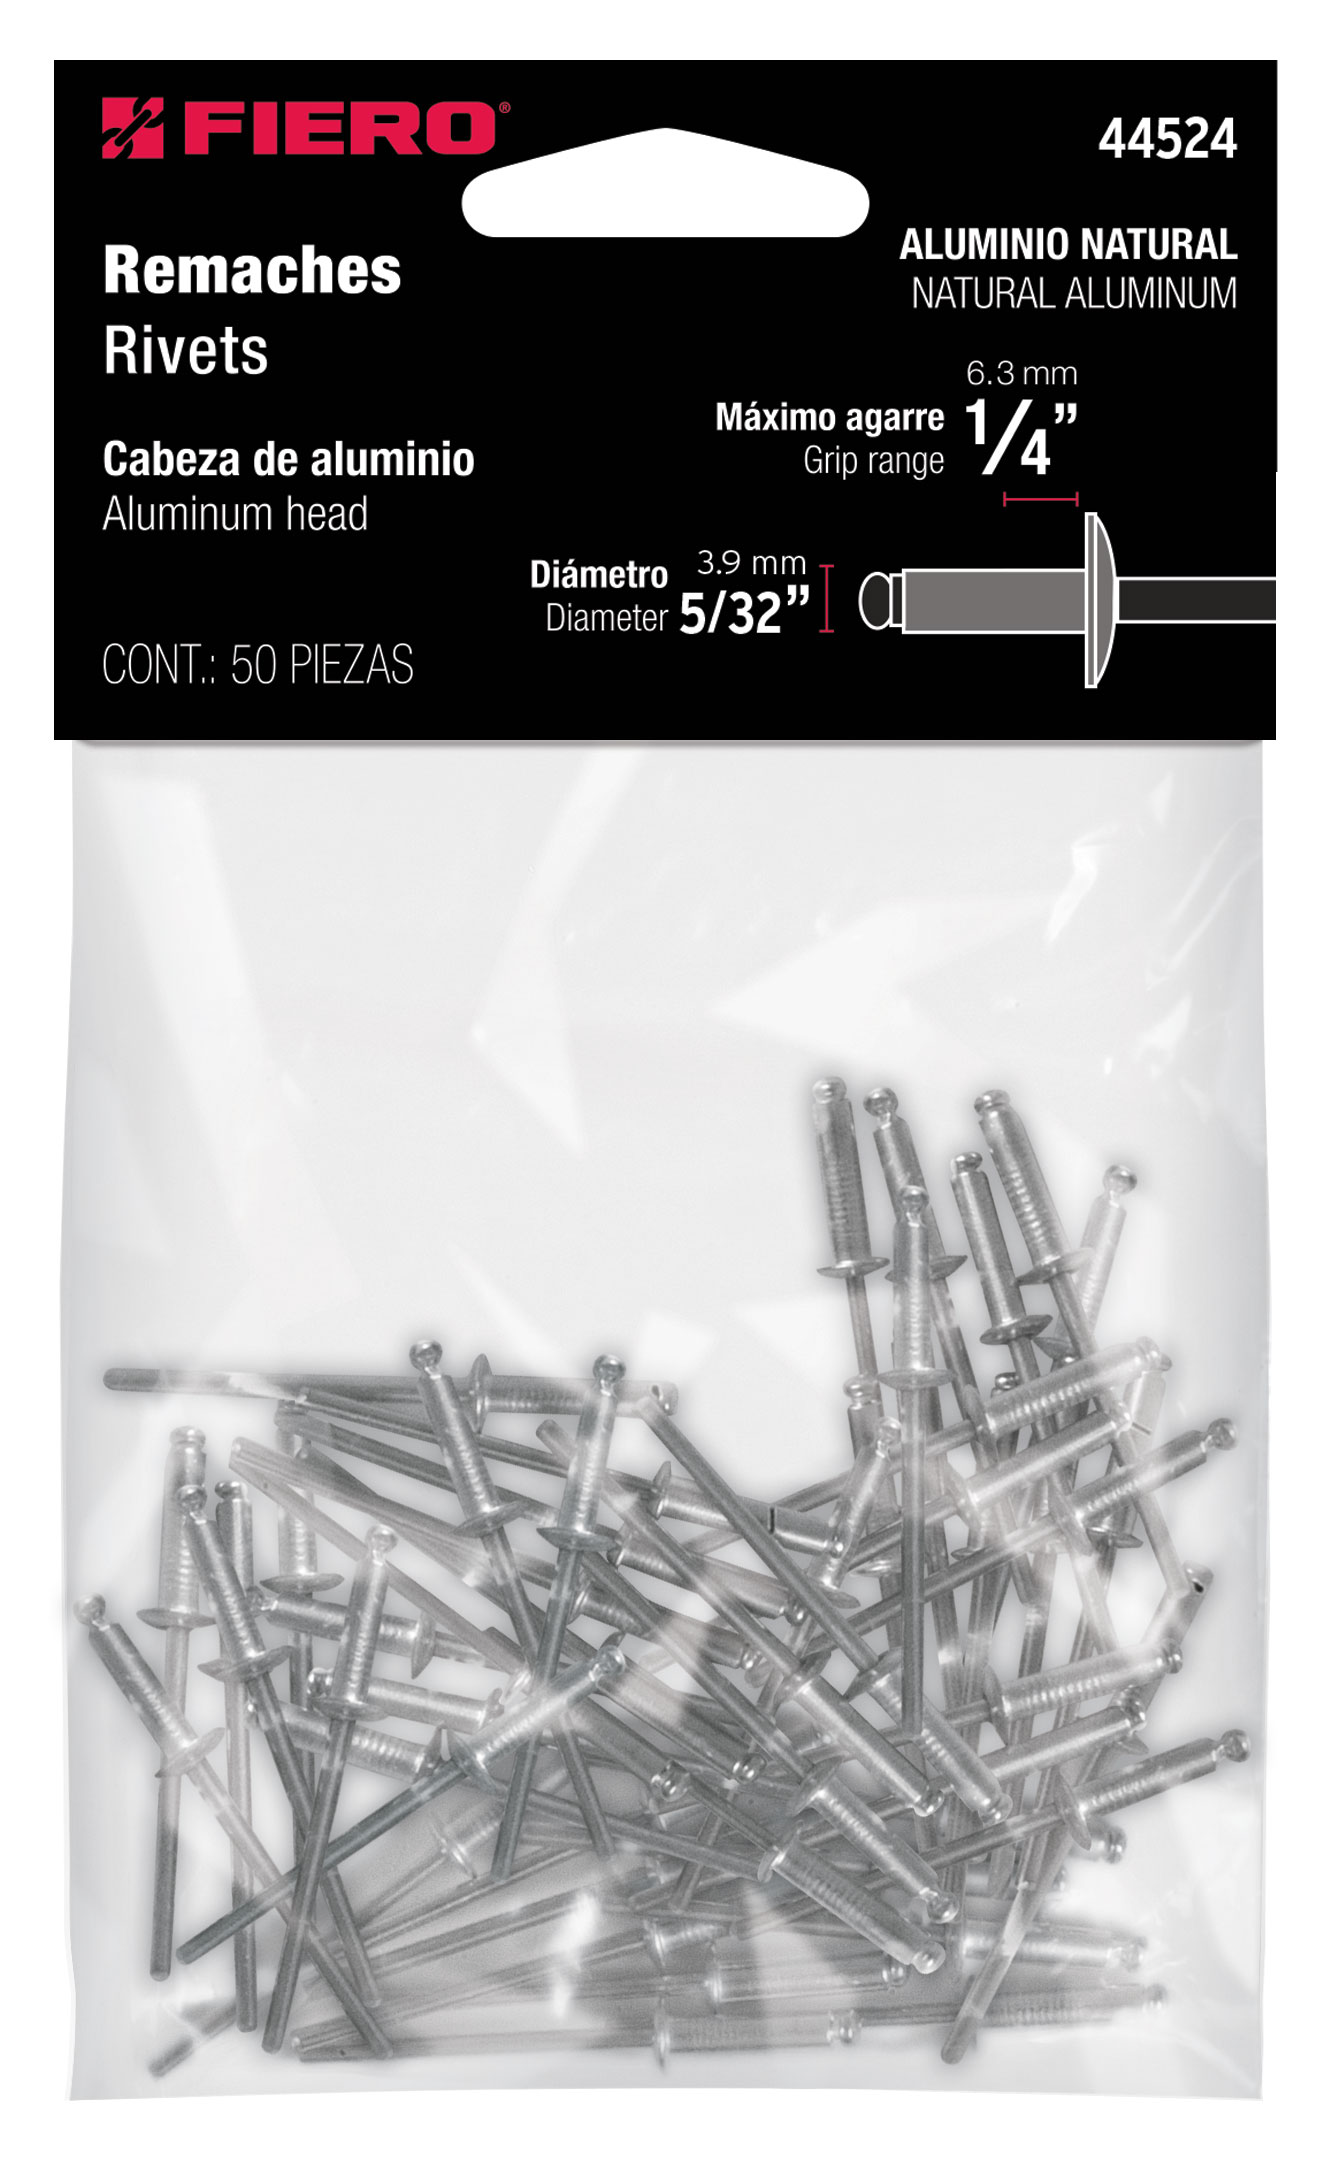 FIERO®
44524
Remaches
Rivets
ALUMINIO NATURAL
NATURAL ALUMINUM
Cabeza de aluminio
Aluminum head
6.3 mm
Máximo agarre 1/4”
Grip range
3.9 mm
Diámetro 5/32”
Diameter
CONT.: 50 PIEZAS